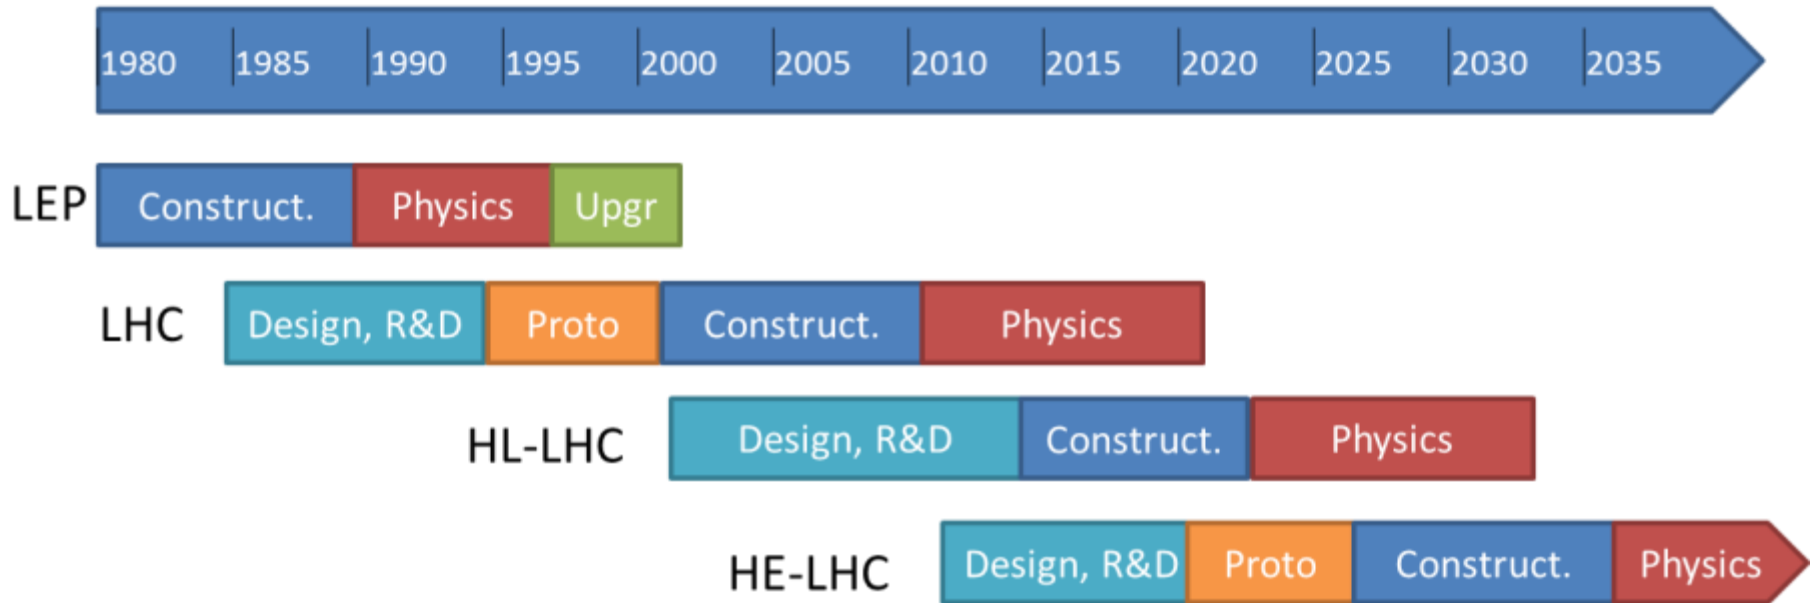 1980 1985 1990 1995 2000 2005 2010 2015 2020 2025 2030 2035
LEP Construct. Physics Upgr
LHC Design, R&D Proto Construct. Physics
HL-LHC Design, R&D Construct. Physics
HE-LHC Design, R&D Proto Construct. Physics